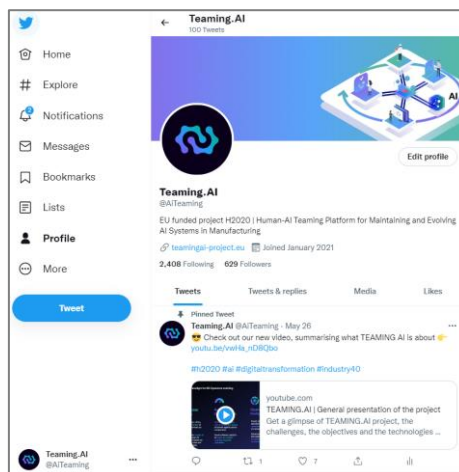 Teaming.AI
100 Tweets
Home
Explore
Notifications
2
Messages
Bookmarks
Lists
Profile
More
Tweet
AI
Edit profile
Teaming.AI
@AITeaming
EU funded project H2020 | Human-AI Teaming Platform for Maintaining and Evolving
AI Systems in Manufacturing
teamingai-project.eu Joined January 2021
2,408 Following 629 Followers
Tweets Tweets & replies Media Likes
Pinned Tweet
Teaming.AI @AITeaming · May 26
😎 Check out our new video, summarising what TEAMING AI is about 👉
#h2020 #ai #digitaltransformation #industry40
youtube.com
TEAMING.AI | General presentation of the project
Get a glimpse of TEAMING.AI project, the
challenges, the objectives and the technologies ...
1 7
Teaming.AI
@AITeaming